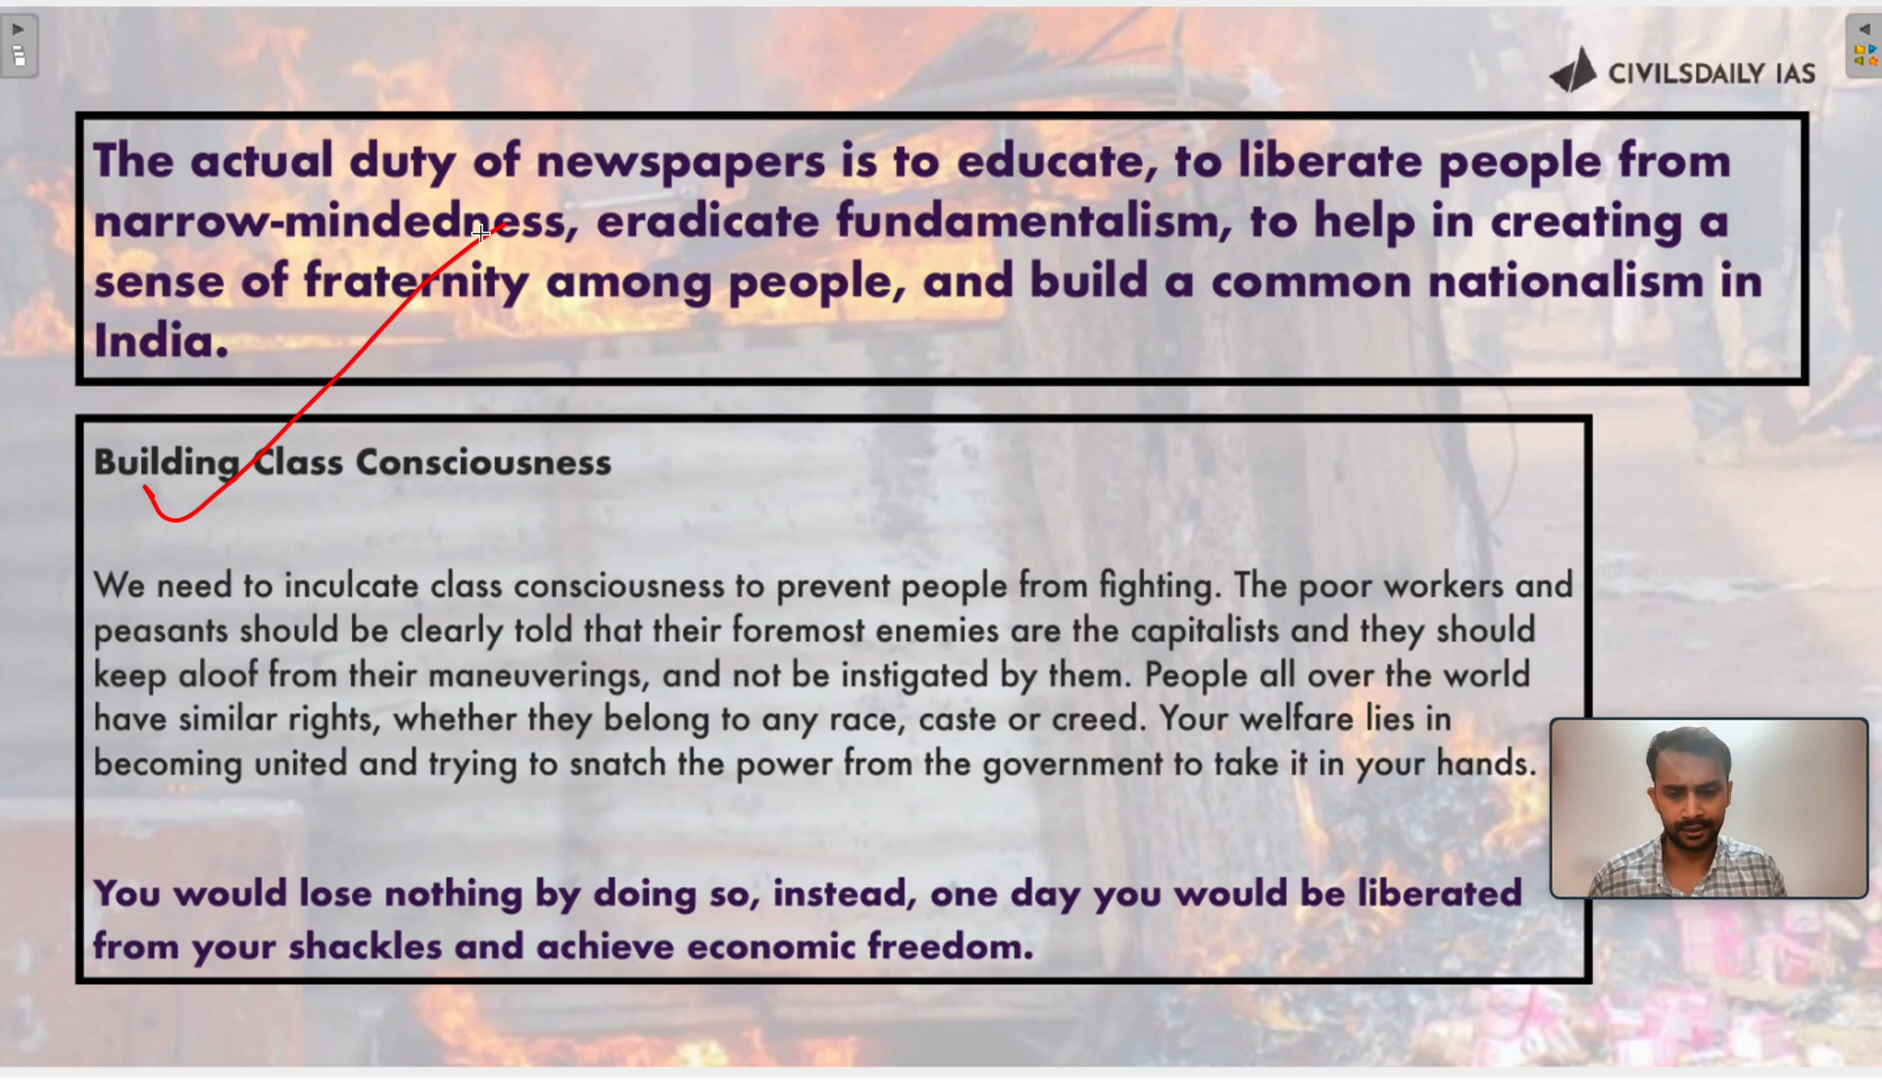 CIVILSDAILY IAS
The actual duty of newspapers is to educate, to liberate people from
narrow-mindedness, eradicate fundamentalism, to help in creating a
sense of fraternity among people, and build a common nationalism in
India.
Building Class Consciousness
We need to inculcate class consciousness to prevent people from fighting. The poor workers and
peasants should be clearly told that their foremost enemies are the capitalists and they should
keep aloof from their maneuverings, and not be instigated by them. People all over the world
have similar rights, whether they belong to any race, caste or creed. Your welfare lies in
becoming united and trying to snatch the power from the government to take it in your hands.
You would lose nothing by doing so, instead, one day you would be liberated
from your shackles and achieve economic freedom.